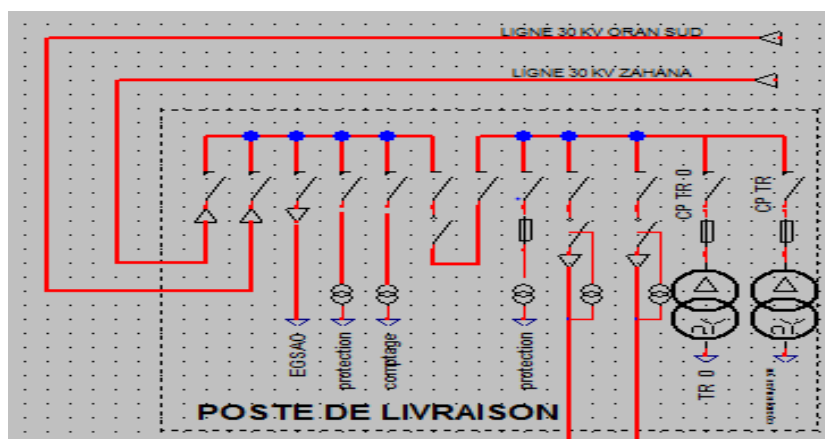 LIGNE 30 KV ORAN SUD
LIGNE 30 KV ZAHANA
CP TR 0
CP TR
EGSAO
protection
comptage
protection
TR 0
POSTE DE LIVRAISON